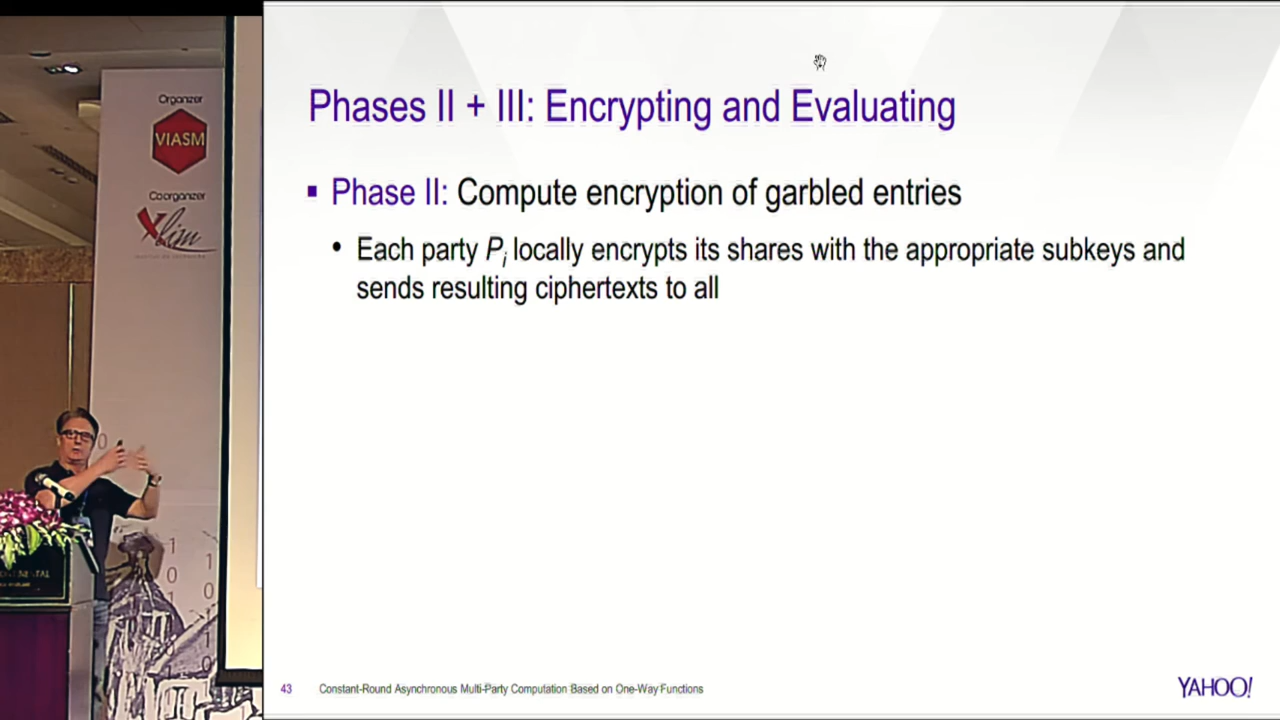 Organizer
VIASM
Coorganizer
Xlim
Phases II + III: Encrypting and Evaluating
Phase II: Compute encryption of garbled entries
Each party Pi locally encrypts its shares with the appropriate subkeys and
sends resulting ciphertexts to all
43 Constant-Round Asynchronous Multi-Party Computation Based on One-Way Functions
YAHOO!